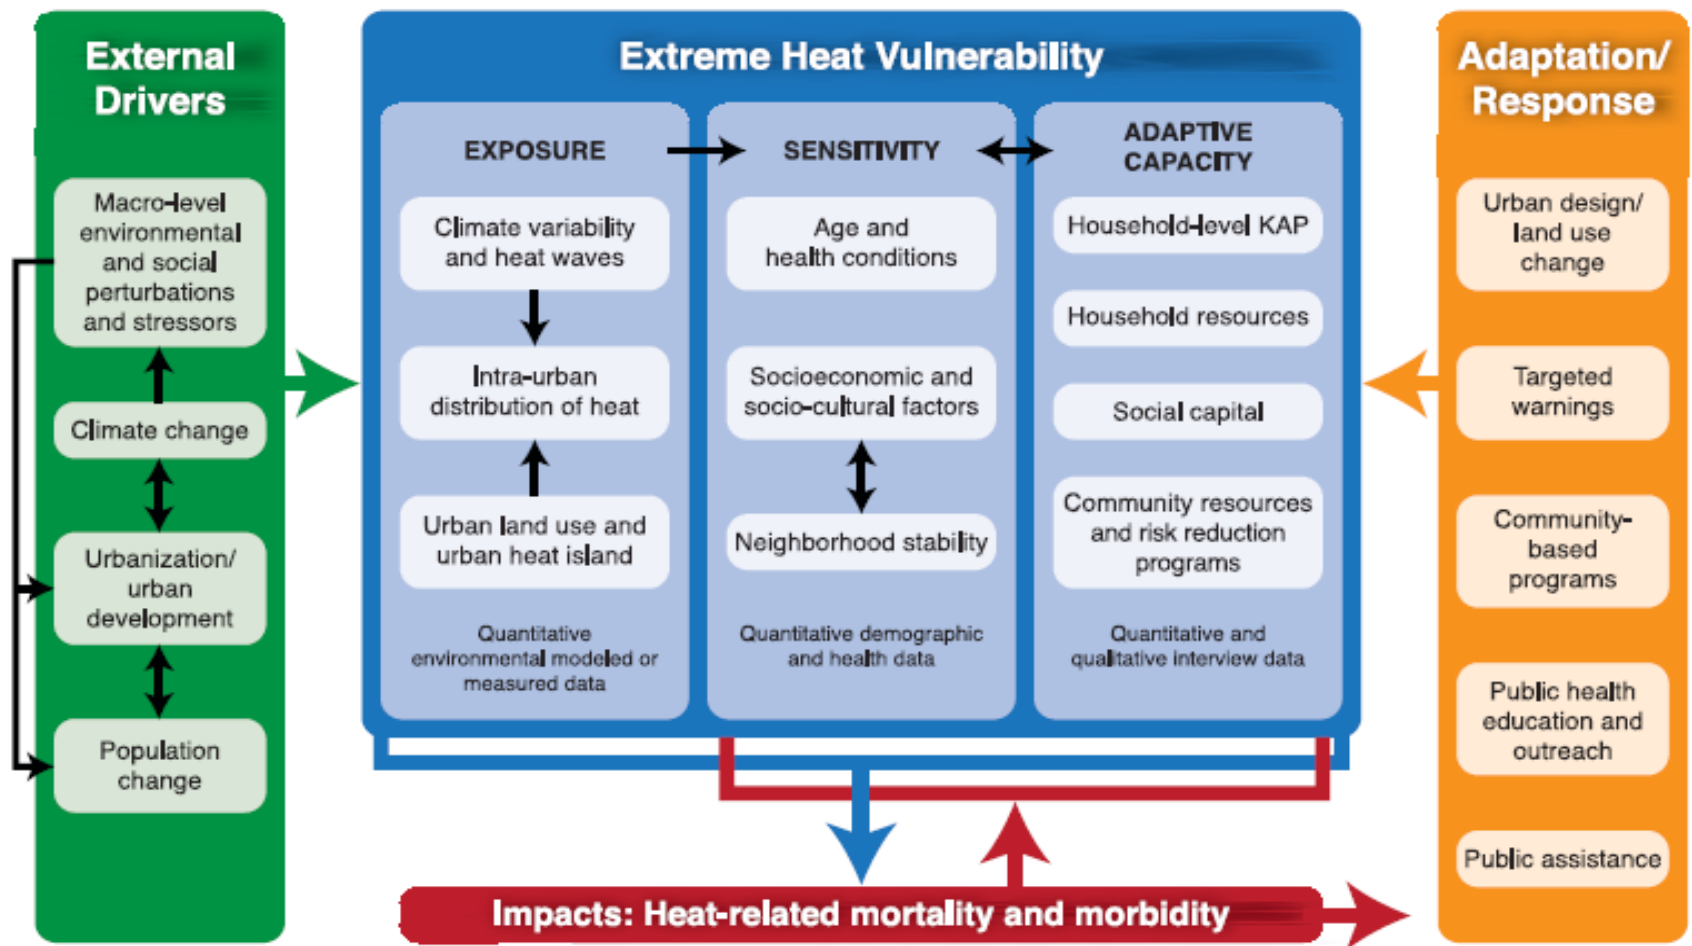 External
Drivers
Macro-level
environmental
and social
perturbations
and stressors
Climate change
Urbanization/
urban
development
Population
change
Extreme Heat Vulnerability
EXPOSURE
Climate variability
and heat waves
Intra-urban
distribution of heat
Urban land use and
urban heat island
Quantitative
environmental modeled or
measured data
SENSITIVITY
Age and
health conditions
Socioeconomic and
socio-cultural factors
Neighborhood stability
Quantitative demographic
and health data
ADAPTIVE
CAPACITY
Household-level KAP
Household resources
Social capital
Community resources
and risk reduction
programs
Quantitative and
qualitative interview data
Impacts: Heat-related mortality and morbidity
Adaptation/
Response
Urban design/
land use
change
Targeted
warnings
Community-
based
programs
Public health
education and
outreach
Public assistance